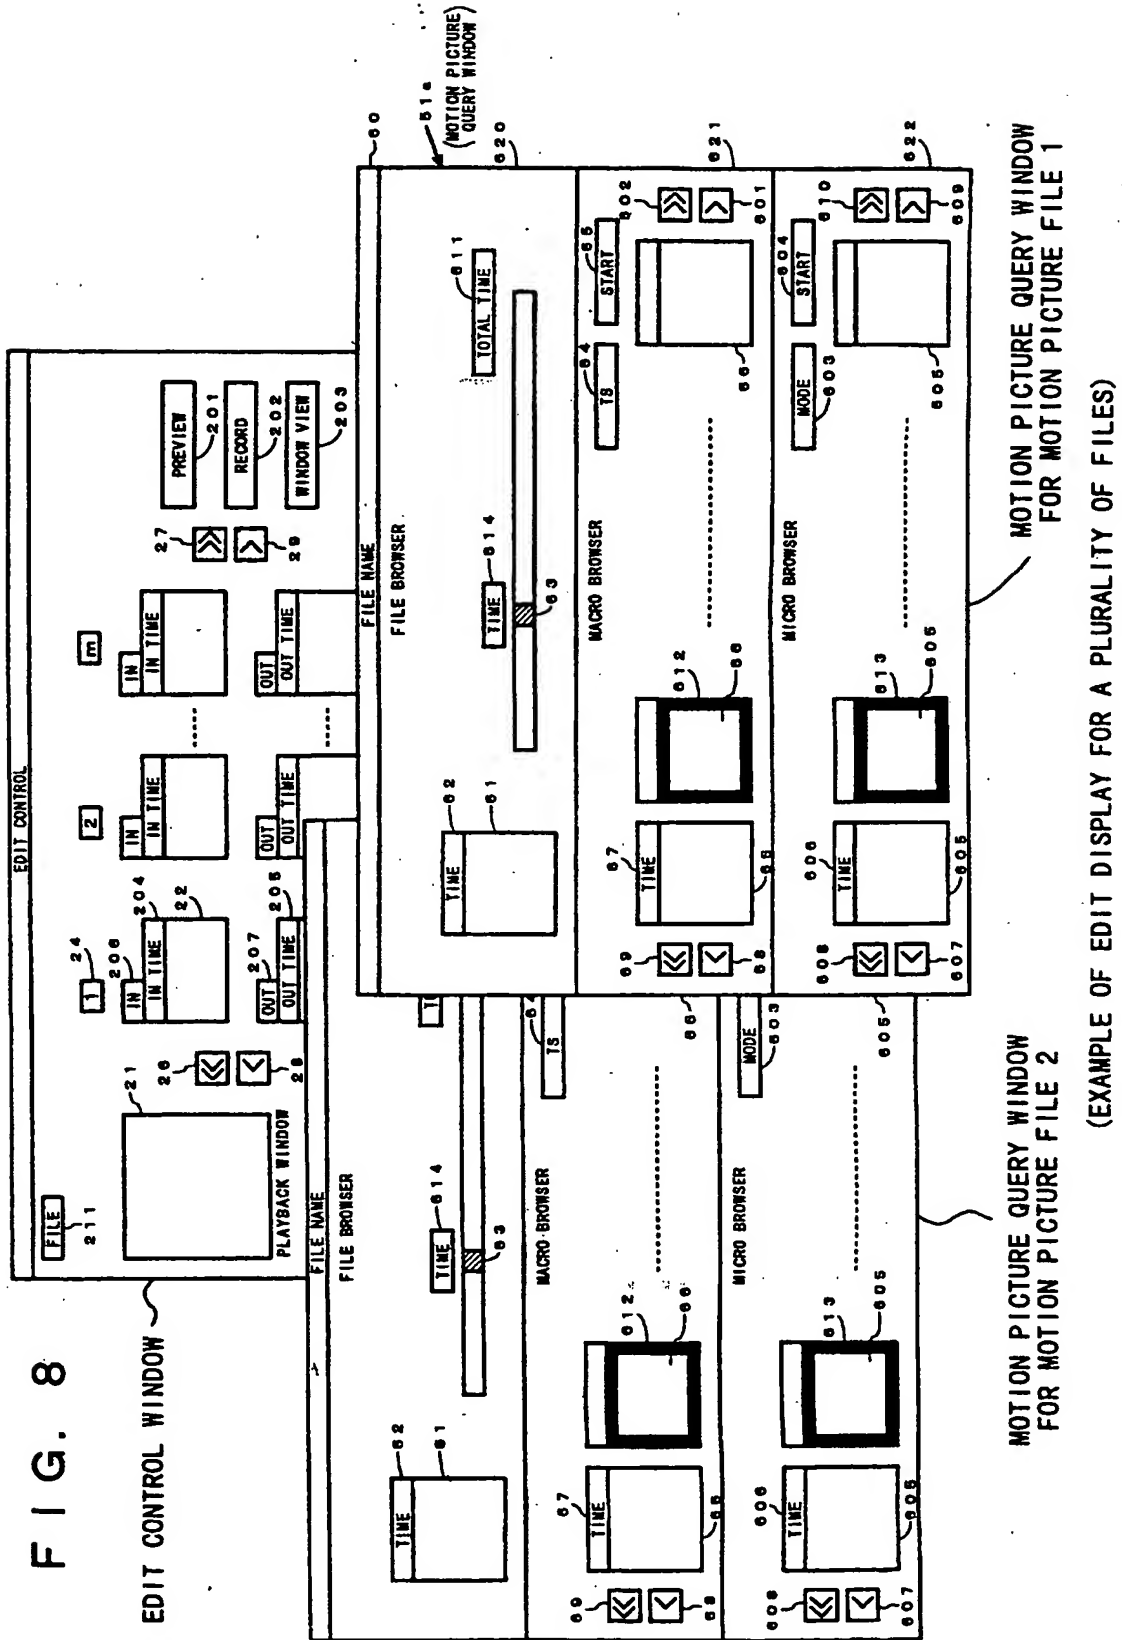 FIG. 8
EDIT CONTROL WINDOW
EDIT CONTROL
FILE
211
21
PLAYBACK WINDOW
26
28
1
24
IN
206
IN TIME
204
22
OUT
207
OUT TIME
205
2
IN
IN TIME
OUT
OUT TIME
m
IN
IN TIME
OUT
OUT TIME
27
29
PREVIEW
201
RECORD
202
WINDOW VIEW
203
FILE NAME
FILE BROWSER
TIME
62
61
TIME
614
63
MACRO BROWSER
TS
69
68
TIME
67
66
612
66
MICRO BROWSER
MODE
603
608
607
TIME
606
605
613
605
MOTION PICTURE QUERY WINDOW
FOR MOTION PICTURE FILE 2
60
51a
(MOTION PICTURE
QUERY WINDOW)
FILE NAME
FILE BROWSER
620
TIME
62
61
TIME
614
63
TOTAL TIME
611
MACRO BROWSER
621
TS
64
START
65
69
68
66
TIME
67
66
612
66
66
602
601
MICRO BROWSER
622
MODE
603
START
604
608
607
605
TIME
606
605
613
605
605
610
609
MOTION PICTURE QUERY WINDOW
FOR MOTION PICTURE FILE 1
(EXAMPLE OF EDIT DISPLAY FOR A PLURALITY OF FILES)